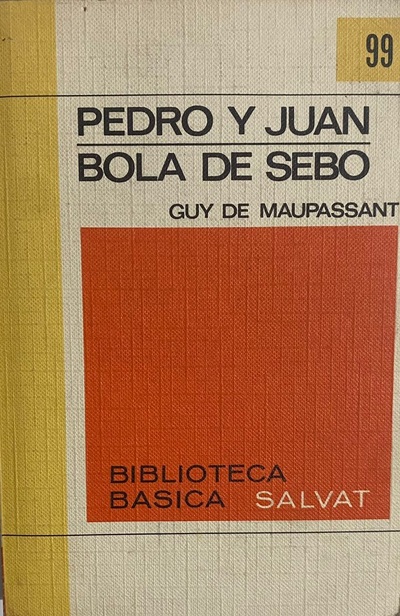 99
PEDRO Y JUAN
BOLA DE SEBO
GUY DE MAUPASSANT
BIBLIOTECA
BASICA SALVAT